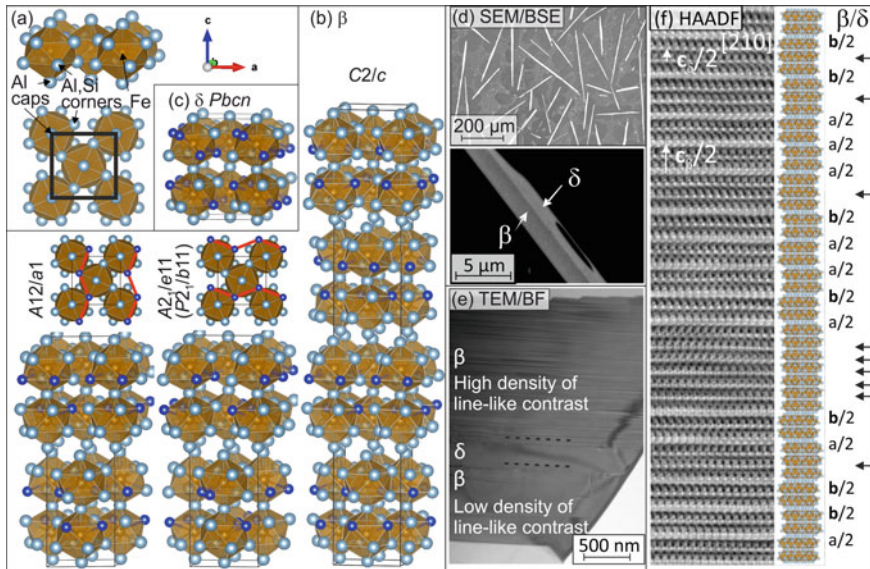 (a)
c
b
a
Al
caps
Al,Si
corners
Fe
(c) δ Pbcn
A12/a1
A2₁/e11
(P2₁/b11)
(b) β
C2/c
(d) SEM/BSE
200 µm
δ
β
5 µm
(e) TEM/BF
β
High density of
line-like contrast
δ
β
Low density of
line-like contrast
500 nm
(f) HAADF
β/δ
[210]
c_δ/2
c_β/2
b/2
b/2
a/2
a/2
a/2
b/2
a/2
a/2
b/2
a/2
b/2
a/2
b/2
b/2
a/2